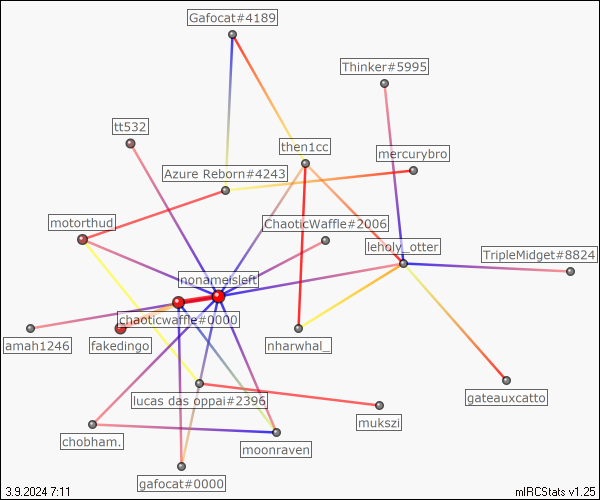 Gafocat#4189
Thinker#5995
tt532
then1cc
mercurybro
Azure Reborn#4243
motorthud
ChaoticWaffle#2006
leholy_otter
TripleMidget#8824
nonameisleft
chaoticwaffle#0000
amah1246
fakedingo
nharwhal_
lucas das oppai#2396
gateauxcatto
mukszi
chobham.
moonraven
gafocat#0000
3.9.2024 7:11
mIRCStats v1.25